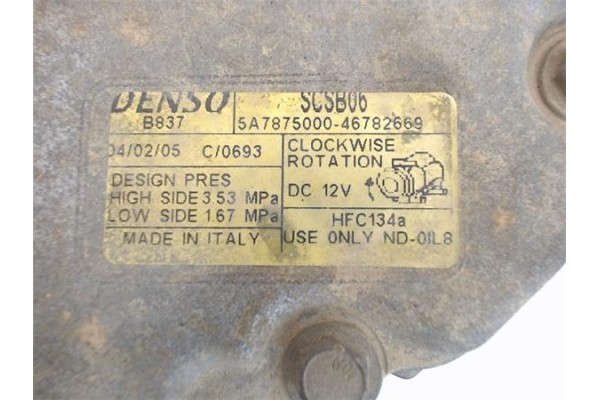 DENSO SCSB06
B837 5A7875000-46782669
04/02/05 C/0693
CLOCKWISE
ROTATION
DESIGN PRES
HIGH SIDE 3.53 MPa
LOW SIDE 1.67 MPa
DC 12V
HFC134a
MADE IN ITALY
USE ONLY ND-OIL8